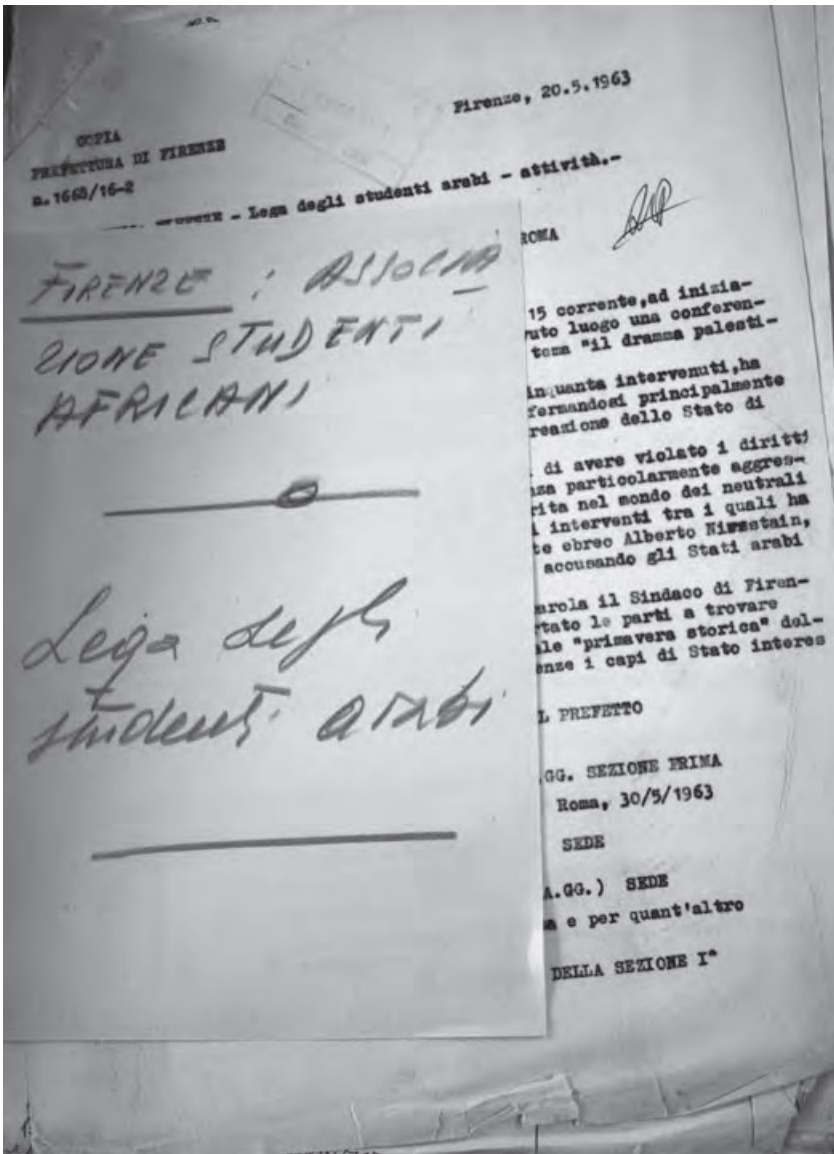 Firenze, 20.5.1963
COPIA
PREFETTURA DI FIRENZE
n.1668/16-2
- Lega degli studenti arabi - attività.-
ROMA
FIRENZE : ASSOCIA
ZIONE STUDENTI
AFRICANI
Lega degli
studenti arabi
15 corrente,ad inizia-
uto luogo una conferen-
tema "il dramma palesti-
inquanta intervenuti,ha
fermandosi principalmente
reazione dello Stato di
di avere violato i diritti
nza particolarmente aggres-
rita nel mondo dei neutrali
i interventi tra i quali ha
te ebreo Alberto Nirenstain,
accusando gli Stati arabi
arola il Sindaco di Firen-
tato le parti a trovare
ale "primavera storica" del-
enze i capi di Stato interes
L PREFETTO
.GG. SEZIONE PRIMA
Roma, 30/5/1963
SEDE
A.GG.) SEDE
a e per quant'altro
DELLA SEZIONE I^